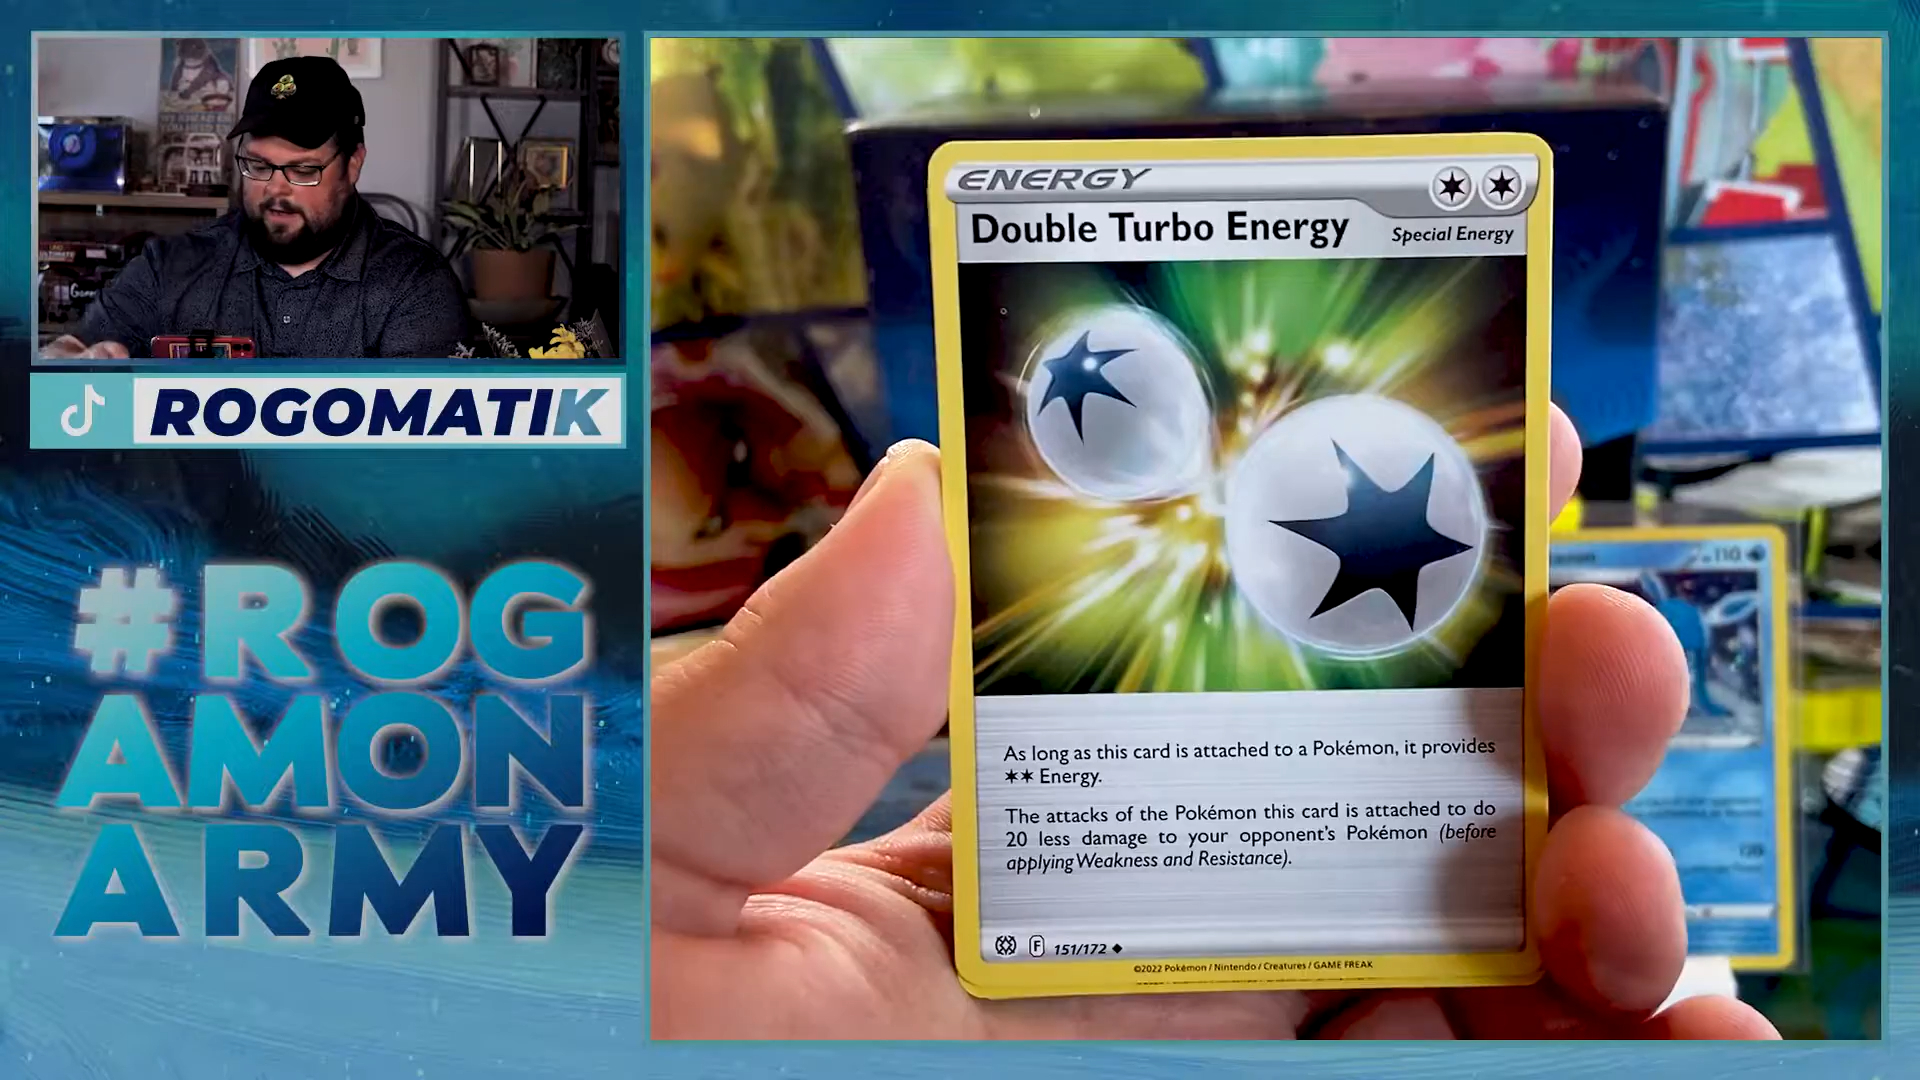 ROGOMATIK
#ROG
AMON
ARMY
ENERGY
Double Turbo Energy
Special Energy
As long as this card is attached to a Pokémon, it provides
✶✶ Energy.
The attacks of the Pokémon this card is attached to do
20 less damage to your opponent's Pokémon (before
applying Weakness and Resistance).
F 151/172 ◆
©2022 Pokémon / Nintendo / Creatures / GAME FREAK
110
120